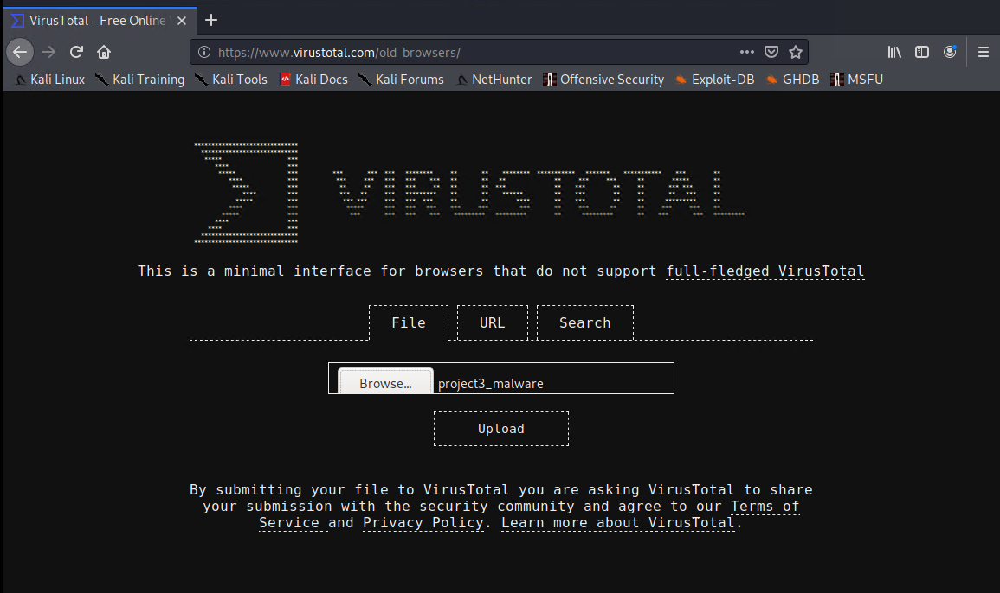 VirusTotal - Free Online
https://www.virustotal.com/old-browsers/
Kali Linux Kali Training Kali Tools Kali Docs Kali Forums NetHunter Offensive Security Exploit-DB GHDB MSFU
VIRUSTOTAL
This is a minimal interface for browsers that do not support full-fledged VirusTotal
File URL Search
Browse... project3_malware
Upload
By submitting your file to VirusTotal you are asking VirusTotal to share
your submission with the security community and agree to our Terms of
Service and Privacy Policy. Learn more about VirusTotal.